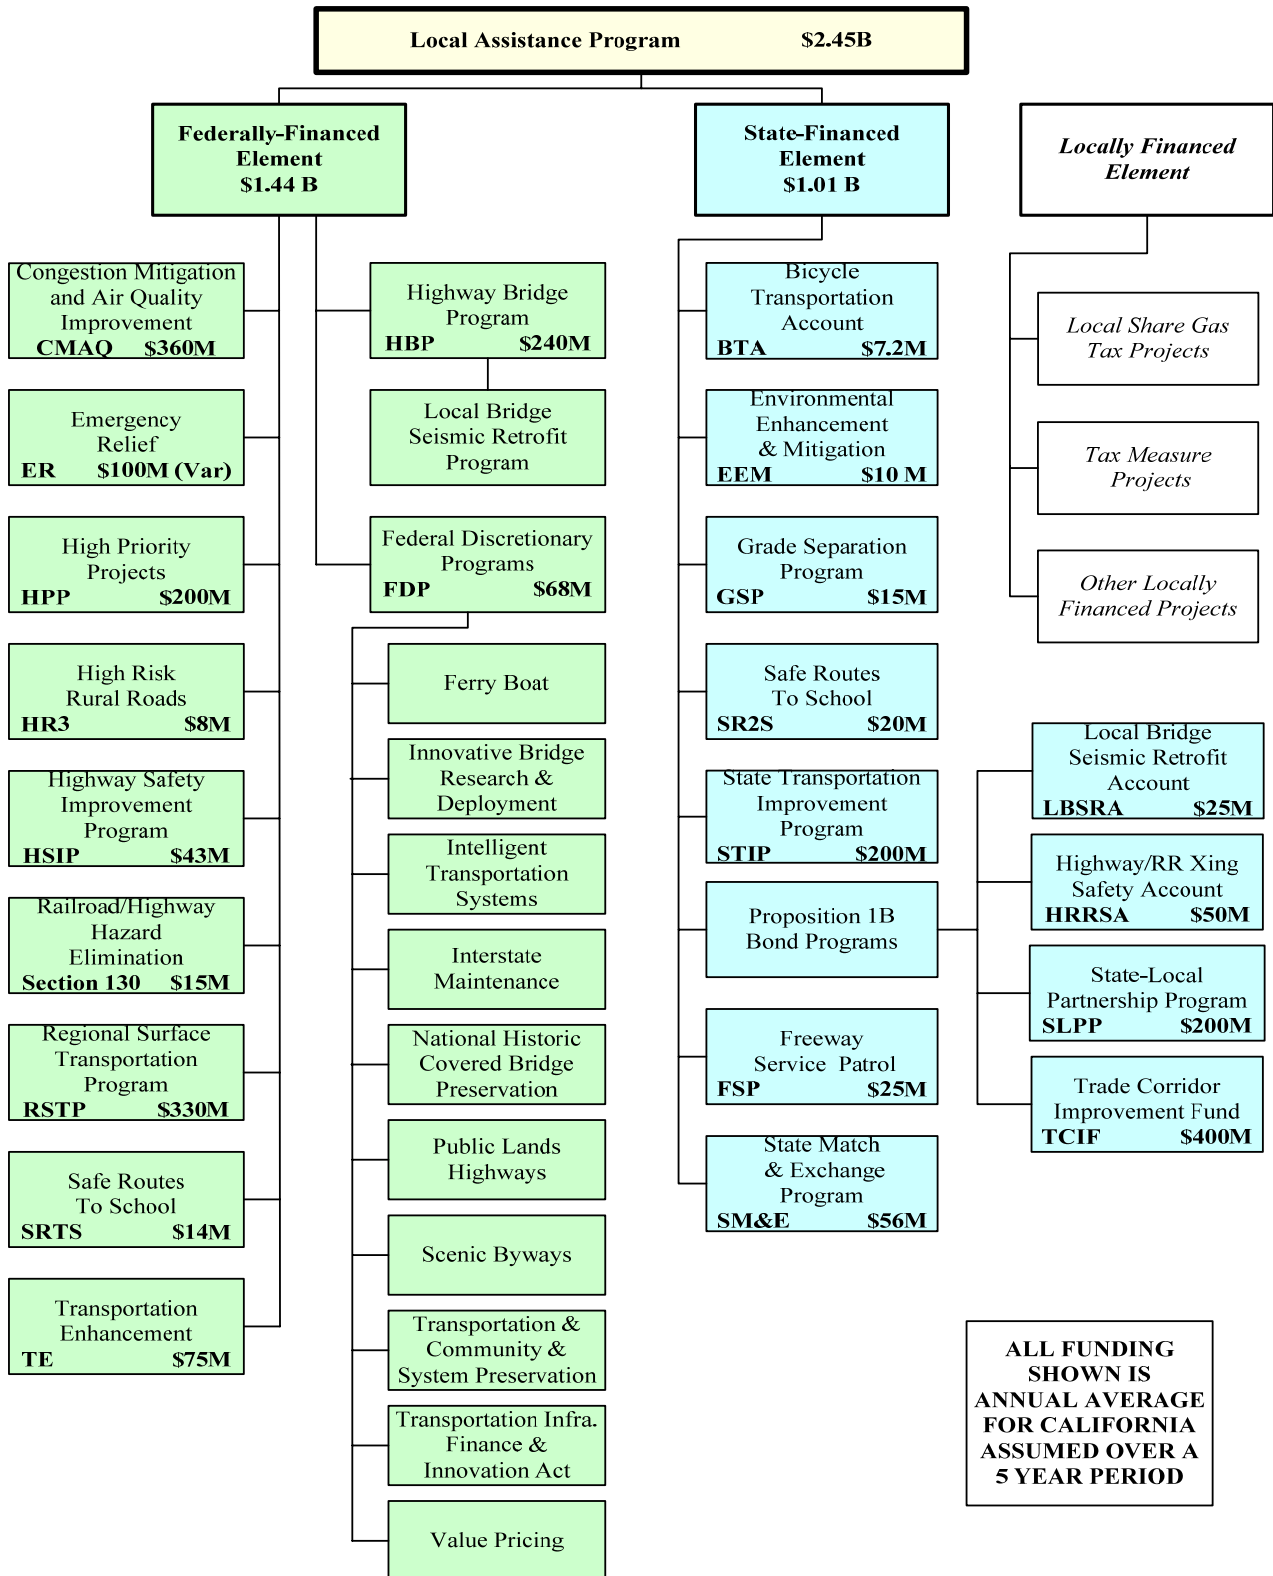 Local Assistance Program $2.45B
Federally-Financed
Element
$1.44 B
State-Financed
Element
$1.01 B
Locally Financed
Element
Congestion Mitigation
and Air Quality
Improvement
CMAQ $360M
Emergency
Relief
ER $100M (Var)
High Priority
Projects
HPP $200M
High Risk
Rural Roads
HR3 $8M
Highway Safety
Improvement
Program
HSIP $43M
Railroad/Highway
Hazard
Elimination
Section 130 $15M
Regional Surface
Transportation
Program
RSTP $330M
Safe Routes
To School
SRTS $14M
Transportation
Enhancement
TE $75M
Highway Bridge
Program
HBP $240M
Local Bridge
Seismic Retrofit
Program
Federal Discretionary
Programs
FDP $68M
Ferry Boat
Innovative Bridge
Research &
Deployment
Intelligent
Transportation
Systems
Interstate
Maintenance
National Historic
Covered Bridge
Preservation
Public Lands
Highways
Scenic Byways
Transportation &
Community &
System Preservation
Transportation Infra.
Finance &
Innovation Act
Value Pricing
Bicycle
Transportation
Account
BTA $7.2M
Environmental
Enhancement
& Mitigation
EEM $10 M
Grade Separation
Program
GSP $15M
Safe Routes
To School
SR2S $20M
State Transportation
Improvement
Program
STIP $200M
Proposition 1B
Bond Programs
Freeway
Service Patrol
FSP $25M
State Match
& Exchange
Program
SM&E $56M
Local Share Gas
Tax Projects
Tax Measure
Projects
Other Locally
Financed Projects
Local Bridge
Seismic Retrofit
Account
LBSRA $25M
Highway/RR Xing
Safety Account
HRRSA $50M
State-Local
Partnership Program
SLPP $200M
Trade Corridor
Improvement Fund
TCIF $400M
ALL FUNDING
SHOWN IS
ANNUAL AVERAGE
FOR CALIFORNIA
ASSUMED OVER A
5 YEAR PERIOD